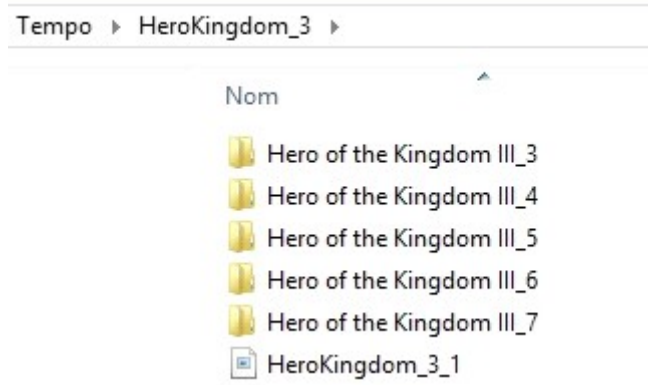 Tempo ▸ HeroKingdom_3 ▸
Nom
Hero of the Kingdom III_3
Hero of the Kingdom III_4
Hero of the Kingdom III_5
Hero of the Kingdom III_6
Hero of the Kingdom III_7
HeroKingdom_3_1